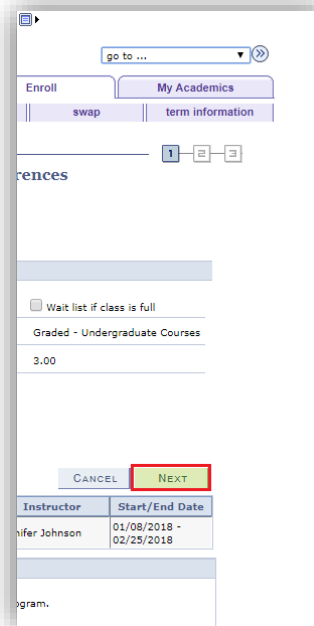 go to ...
Enroll My Academics
swap term information
1 2 3
rences
Wait list if class is full
Graded - Undergraduate Courses
3.00
CANCEL NEXT
Instructor Start/End Date
nifer Johnson 01/08/2018 -
02/25/2018
ogram.